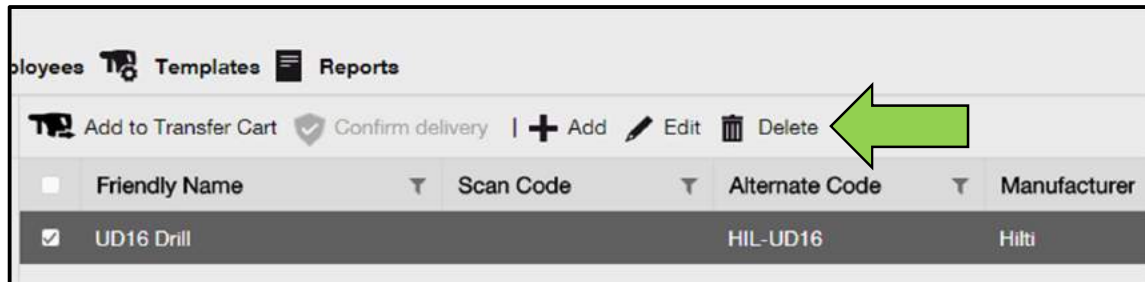 Templates Reports
Add to Transfer Cart Confirm delivery | Add Edit Delete
Friendly Name Scan Code Alternate Code Manufacturer
UD16 Drill HIL-UD16 Hilti